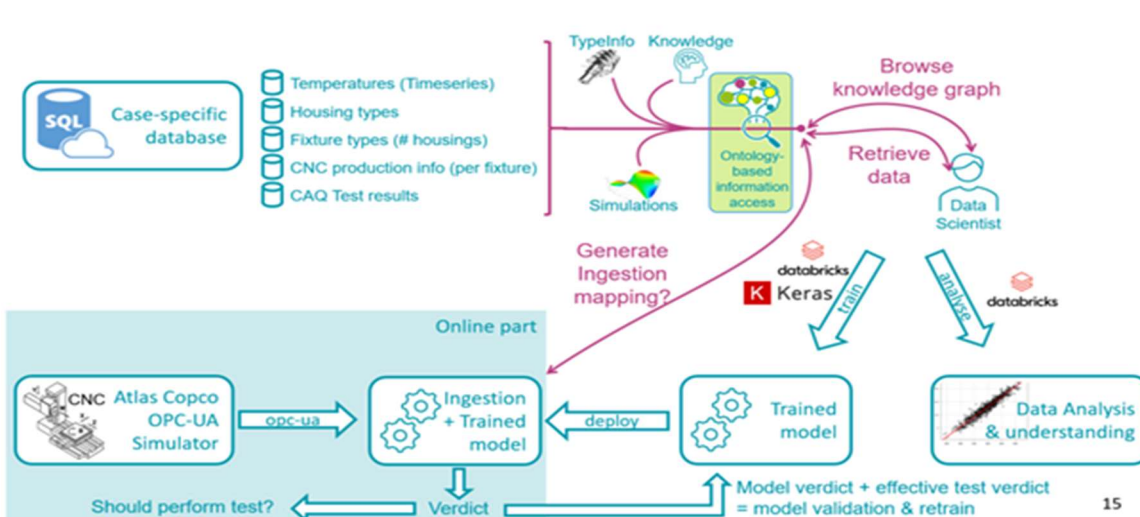 SQL
Case-specific
database
Temperatures (Timeseries)
Housing types
Fixture types (# housings)
CNC production info (per fixture)
CAQ Test results
TypeInfo
Knowledge
Simulations
Ontology-
based
information
access
Browse
knowledge graph
Retrieve
data
Data
Scientist
Generate
Ingestion
mapping?
databricks
K Keras
train
analyse
databricks
Online part
CNC
Atlas Copco
OPC-UA
Simulator
opc-ua
Ingestion
+ Trained
model
deploy
Trained
model
Data Analysis
& understanding
Should perform test?
Verdict
Model verdict + effective test verdict
= model validation & retrain
15